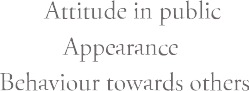 Attitude in public
Appearance
Behaviour towards others